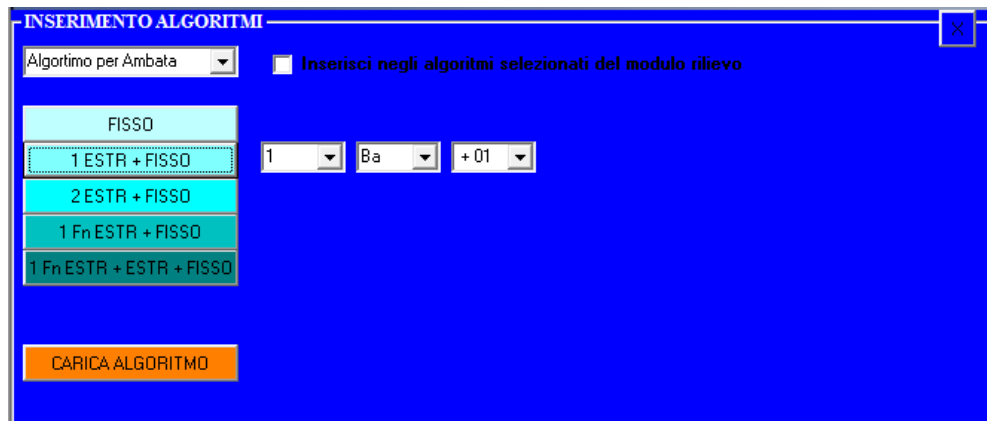 INSERIMENTO ALGORITMI
X
Algortimo per Ambata
Inserisci negli algoritmi selezionati del modulo rilievo
FISSO
1 ESTR + FISSO
1
Ba
+ 01
2 ESTR + FISSO
1 Fn ESTR + FISSO
1 Fn ESTR + ESTR + FISSO
CARICA ALGORITMO